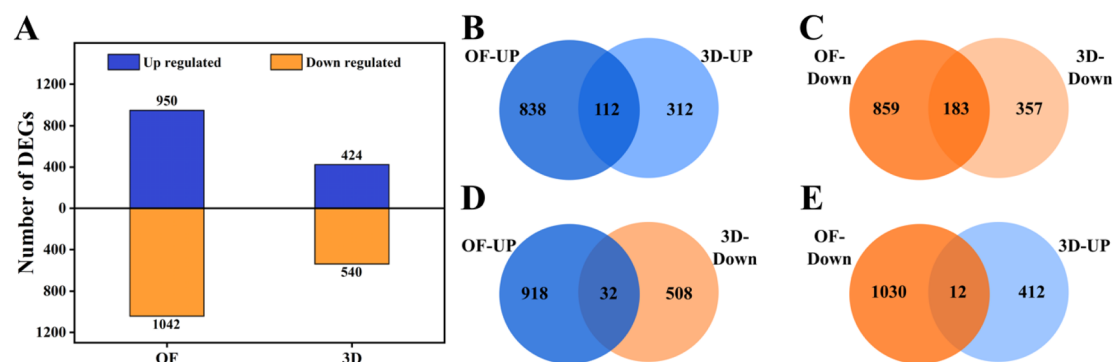 A
Number of DEGs
1200
800
400
0
400
800
1200
Up regulated
Down regulated
950
424
1042
540
OF
3D
B
OF-UP
3D-UP
838
112
312
C
OF-
Down
3D-
Down
859
183
357
D
OF-UP
3D-
Down
918
32
508
E
OF-
Down
3D-UP
1030
12
412